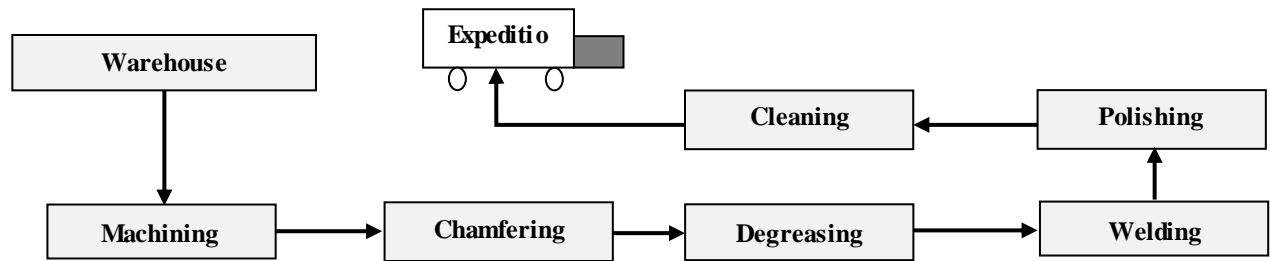 Warehouse
Machining
Chamfering
Degreasing
Welding
Polishing
Cleaning
Expeditio